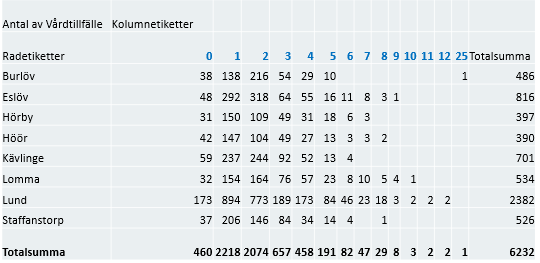 Antal av Vårdtillfälle Kolumnetiketter
Radetiketter 0 1 2 3 4 5 6 7 8 9 10 11 12 25 Totalsumma
Burlöv 38 138 216 54 29 10 1 486
Eslöv 48 292 318 64 55 16 11 8 3 1 816
Hörby 31 150 109 49 31 18 6 3 397
Höör 42 147 104 49 27 13 3 3 2 390
Kävlinge 59 237 244 92 52 13 4 701
Lomma 32 154 164 76 57 23 8 10 5 4 1 534
Lund 173 894 773 189 173 84 46 23 18 3 2 2 2 2382
Staffanstorp 37 206 146 84 34 14 4 1 526
Totalsumma 460 2218 2074 657 458 191 82 47 29 8 3 2 2 1 6232